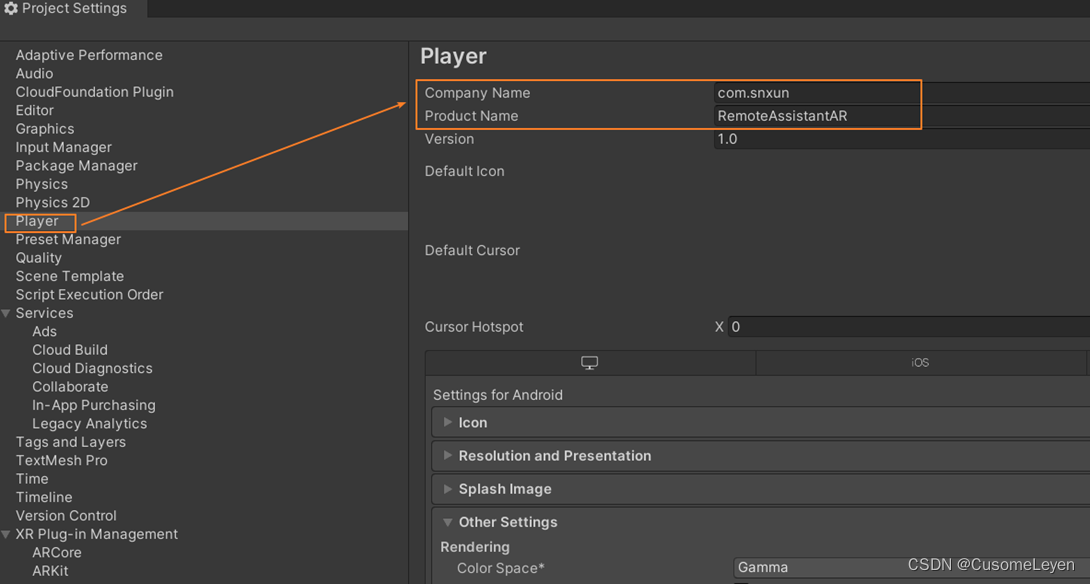 Project Settings
Adaptive Performance
Audio
CloudFoundation Plugin
Editor
Graphics
Input Manager
Package Manager
Physics
Physics 2D
Player
Preset Manager
Quality
Scene Template
Script Execution Order
Services
Ads
Cloud Build
Cloud Diagnostics
Collaborate
In-App Purchasing
Legacy Analytics
Tags and Layers
TextMesh Pro
Time
Timeline
Version Control
XR Plug-in Management
ARCore
ARKit
Player
Company Name com.snxun
Product Name RemoteAssistantAR
Version 1.0
Default Icon
Default Cursor
Cursor Hotspot X 0
iOS
Settings for Android
Icon
Resolution and Presentation
Splash Image
Other Settings
Rendering
Color Space* Gamma
CSDN @CusomeLeyen